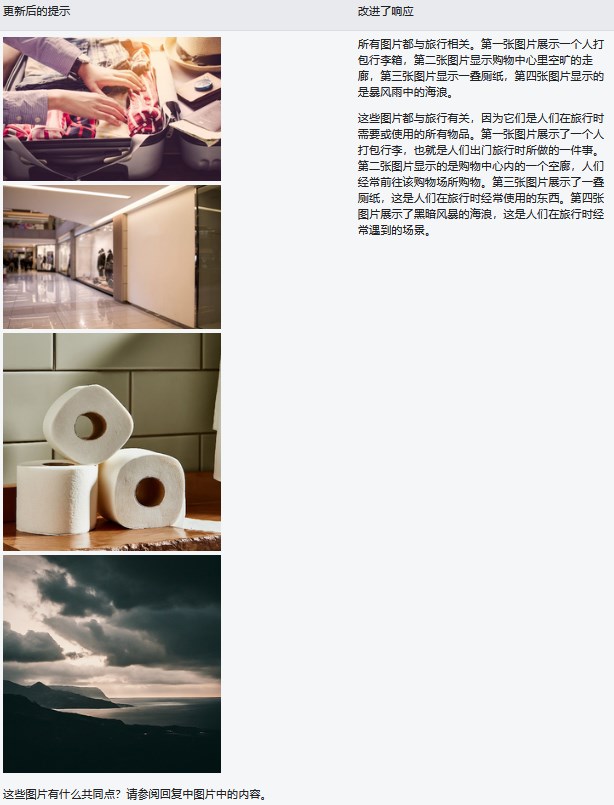 更新后的提示
改进了响应
所有图片都与旅行相关。第一张图片展示一个人打
包行李箱，第二张图片显示购物中心里空旷的走
廊，第三张图片显示一叠厕纸，第四张图片显示的
是暴风雨中的海浪。
这些图片都与旅行有关，因为它们是人们在旅行时
需要或使用的所有物品。第一张图片展示了一个人
打包行李，也就是人们出门旅行时所做的一件事。
第二张图片显示的是购物中心内的一个空廊，人们
经常前往该购物场所购物。第三张图片展示了一叠
厕纸，这是人们在旅行时经常使用的东西。第四张
图片展示了黑暗风暴的海浪，这是人们在旅行时经
常遇到的场景。
这些图片有什么共同点？请参阅回复中图片中的内容。